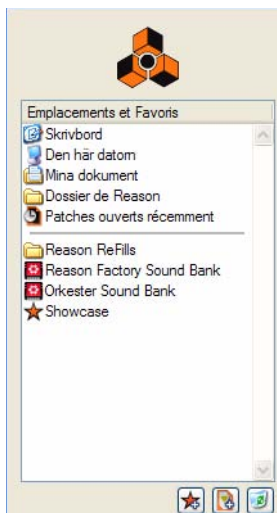 Emplacements et Favoris
Skrivbord
Den här datorn
Mina dokument
Dossier de Reason
Patches ouverts récemment
Reason ReFills
Reason Factory Sound Bank
Orkester Sound Bank
Showcase